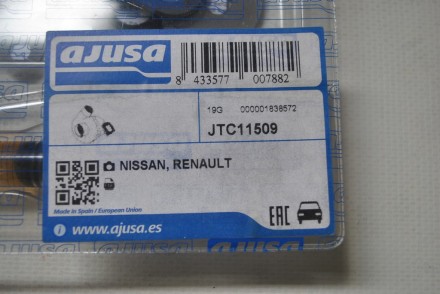 ajusa
8 433577 007882
19G 000001838572
JTC11509
NISSAN, RENAULT
Made in Spain / European Union
EAC
i www.ajusa.es
ajusa